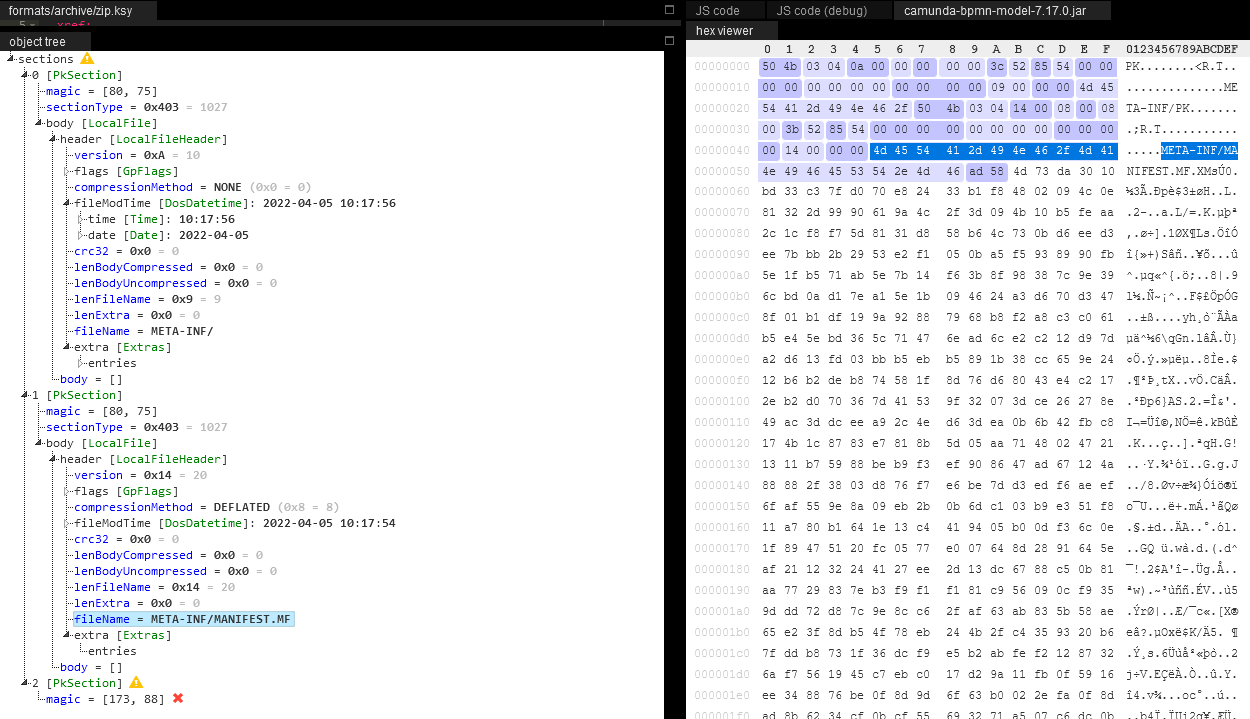 formats/archive/zip.ksy
xref:
object tree
sections
0 [PkSection]
magic = [80, 75]
sectionType = 0x403 = 1027
body [LocalFile]
header [LocalFileHeader]
version = 0xA = 10
flags [GpFlags]
compressionMethod = NONE (0x0 = 0)
fileModTime [DosDatetime]: 2022-04-05 10:17:56
time [Time]: 10:17:56
date [Date]: 2022-04-05
crc32 = 0x0 = 0
lenBodyCompressed = 0x0 = 0
lenBodyUncompressed = 0x0 = 0
lenFileName = 0x9 = 9
lenExtra = 0x0 = 0
fileName = META-INF/
extra [Extras]
entries
body = []
1 [PkSection]
magic = [80, 75]
sectionType = 0x403 = 1027
body [LocalFile]
header [LocalFileHeader]
version = 0x14 = 20
flags [GpFlags]
compressionMethod = DEFLATED (0x8 = 8)
fileModTime [DosDatetime]: 2022-04-05 10:17:54
crc32 = 0x0 = 0
lenBodyCompressed = 0x0 = 0
lenBodyUncompressed = 0x0 = 0
lenFileName = 0x14 = 20
lenExtra = 0x0 = 0
fileName = META-INF/MANIFEST.MF
extra [Extras]
entries
body = []
2 [PkSection]
magic = [173, 88]
JS code JS code (debug) camunda-bpmn-model-7.17.0.jar
hex viewer
0 1 2 3 4 5 6 7 8 9 A B C D E F 0123456789ABCDEF
00000000 50 4b 03 04 0a 00 00 00 00 00 3c 52 85 54 00 00 PK........<R.T..
00000010 00 00 00 00 00 00 00 00 00 00 09 00 00 00 4d 45 ..............ME
00000020 54 41 2d 49 4e 46 2f 50 4b 03 04 14 00 08 00 08 TA-INF/PK.......
00000030 00 3b 52 85 54 00 00 00 00 00 00 00 00 00 00 00 .;R.T...........
00000040 00 14 00 00 00 4d 45 54 41 2d 49 4e 46 2f 4d 41 .....META-INF/MA
00000050 4e 49 46 45 53 54 2e 4d 46 ad 58 4d 73 da 30 10 NIFEST.MF.XMsÚ0.
00000060 bd 33 c3 7f d0 70 e8 24 33 b1 f8 48 02 09 4c 0e ½3Ã.Ðpè$3±øH..L.
00000070 81 32 2d 99 90 61 9a 4c 2f 3d 09 4b 10 b5 fe aa .2-..a.L/=.K.µþª
00000080 2c 1c f8 f7 5d 81 31 d8 58 b6 4c 73 0b d6 ee d3 ,.ø÷].1ØX¶Ls.ÖîÓ
00000090 ee 7b bb 2b 29 53 e2 f1 05 0b a5 f5 93 89 90 fb î{»+)Sâñ..¥õ...û
000000a0 5e 1f b5 71 ab 5e 7b 14 f6 3b 8f 98 38 7c 9e 39 ^.µq«^{.ö;..8|.9
000000b0 6c bd 0a d1 7e a1 5e 1b 09 46 24 a3 d6 70 d3 47 l½.Ñ~¡^..F$£ÖpÓG
000000c0 8f 01 b1 df 19 9a 92 88 79 68 b8 f2 a8 c3 c0 61 ..±ß....yh¸ò¨ÃÀa
000000d0 b5 e4 5e bd 36 5c 71 47 6e ad 6c e2 c2 12 d9 7d µä^½6\qGn.lâÂ.Ù}
000000e0 a2 d6 13 fd 03 bb b5 eb b5 89 1b 38 cc 65 9e 24 ¢Ö.ý.»µëµ..8Ìe.$
000000f0 12 b6 b2 de b8 74 58 1f 8d 76 d6 80 43 e4 c2 17 .¶²Þ¸tX..vÖ.CäÂ.
00000100 2e b2 d0 70 36 7d 41 53 9f 32 07 3d ce 26 27 8e .²Ðp6}AS.2.=Î&'.
00000110 49 ac 3d dc ee a9 2c 4e d6 3d ea 0b 6b 42 fb c8 I¬=Üî©,NÖ=ê.kBûÈ
00000120 17 4b 1c 87 83 e7 81 8b 5d 05 aa 71 48 02 47 21 .K...ç..].ªqH.G!
00000130 13 11 b7 59 88 be b9 f3 ef 90 86 47 ad 67 12 4a ..·Y.¾¹óï..G.g.J
00000140 88 88 2f 38 03 d8 76 f7 e6 be 7d d3 ed f6 ae ef ../8.Øv÷æ¾}Óíö®ï
00000150 6f af 55 9e 8a 09 eb 2b 0b 6d c1 03 b9 e3 51 f8 o¯U...ë+.mÁ.¹ãQø
00000160 11 a7 80 b1 64 1e 13 c4 41 94 05 b0 0d f3 6c 0e .§.±d..ÄA..°.ól.
00000170 1f 89 47 51 20 fc 05 77 e0 07 64 8d 28 91 64 5e ..GQ ü.wà.d.(.d^
00000180 af 21 12 32 24 41 27 ee 2d 13 dc 67 88 c5 0b 81 ¯!.2$A'î-.Üg.Å..
00000190 aa 77 29 83 7e b3 f9 f1 f1 81 c9 56 09 0c f9 35 ªw).~³ùññ.ÉV..ù5
000001a0 9d dd 72 d8 7c 9e 8c c6 2f af 63 ab 83 5b 58 ae .ÝrØ|..Æ/¯c«.[X®
000001b0 65 e2 3f 8d b5 4f 78 eb 24 4b 2f c4 35 93 20 b6 eâ?.µOxë$K/Ä5. ¶
000001c0 7f dd b8 73 1f 36 dc f9 e5 b2 ab fe f2 12 87 32 .Ý¸s.6Üùå²«þò..2
000001d0 6a f7 56 19 45 c7 eb c0 17 d2 9a 11 fb 0f 59 16 j÷V.EÇëÀ.Ò..û.Y.
000001e0 ee 34 88 76 be 0f 8d 9d 6f 63 b0 02 2e fa 0f 8d î4.v¾...oc°..ú..